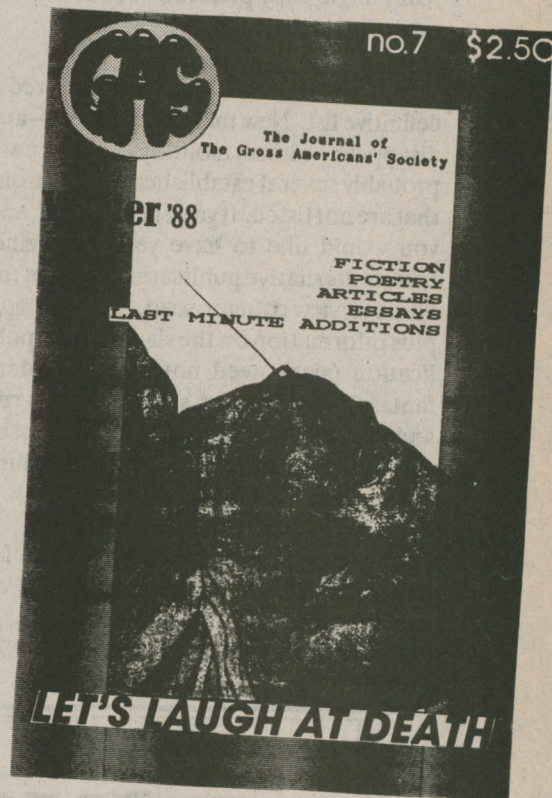 no.7 $2.50
The Journal of
The Gross Americans' Society
er '88
FICTION
POETRY
ARTICLES
ESSAYS
LAST MINUTE ADDITIONS
LET'S LAUGH AT DEATH